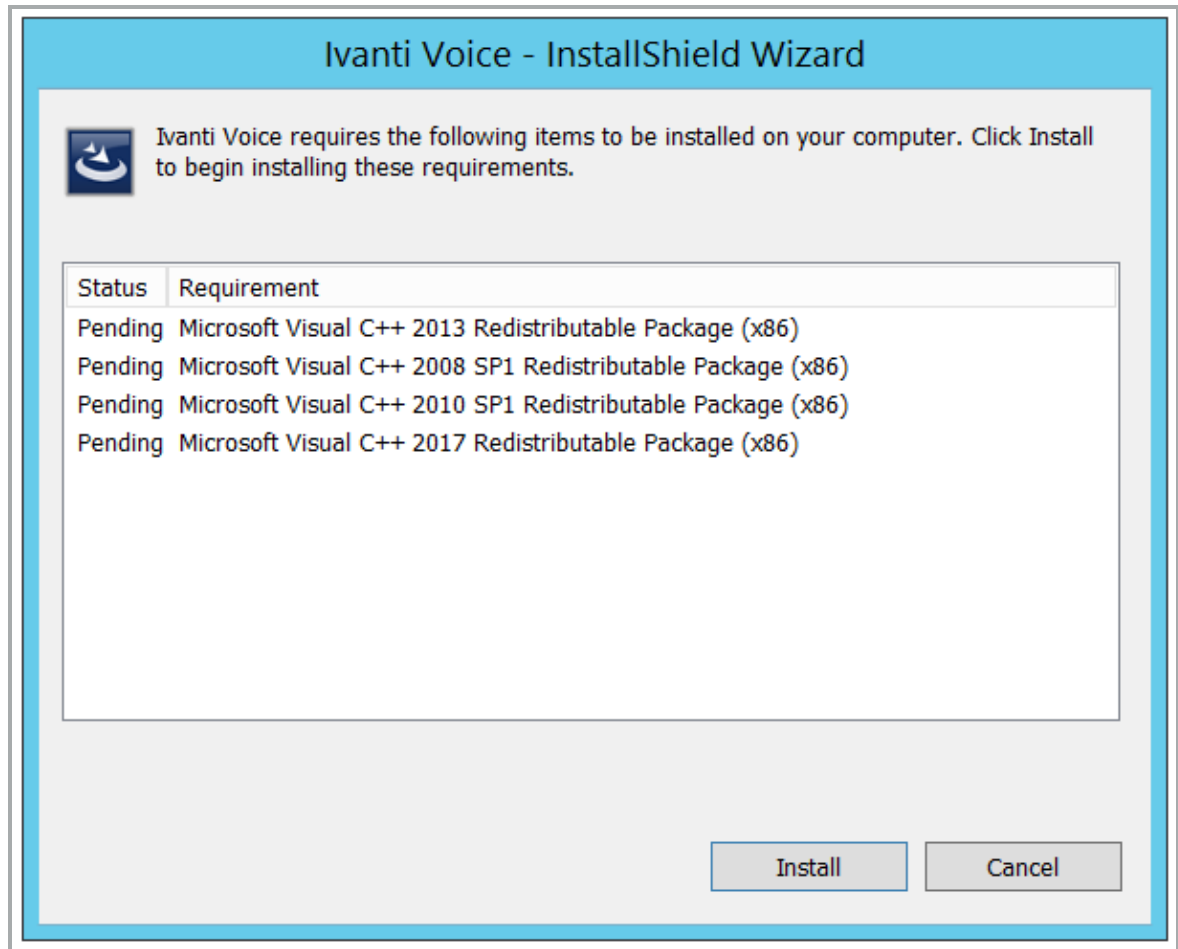 Ivanti Voice - InstallShield Wizard
Ivanti Voice requires the following items to be installed on your computer. Click Install
to begin installing these requirements.
Status Requirement
Pending Microsoft Visual C++ 2013 Redistributable Package (x86)
Pending Microsoft Visual C++ 2008 SP1 Redistributable Package (x86)
Pending Microsoft Visual C++ 2010 SP1 Redistributable Package (x86)
Pending Microsoft Visual C++ 2017 Redistributable Package (x86)
Install Cancel